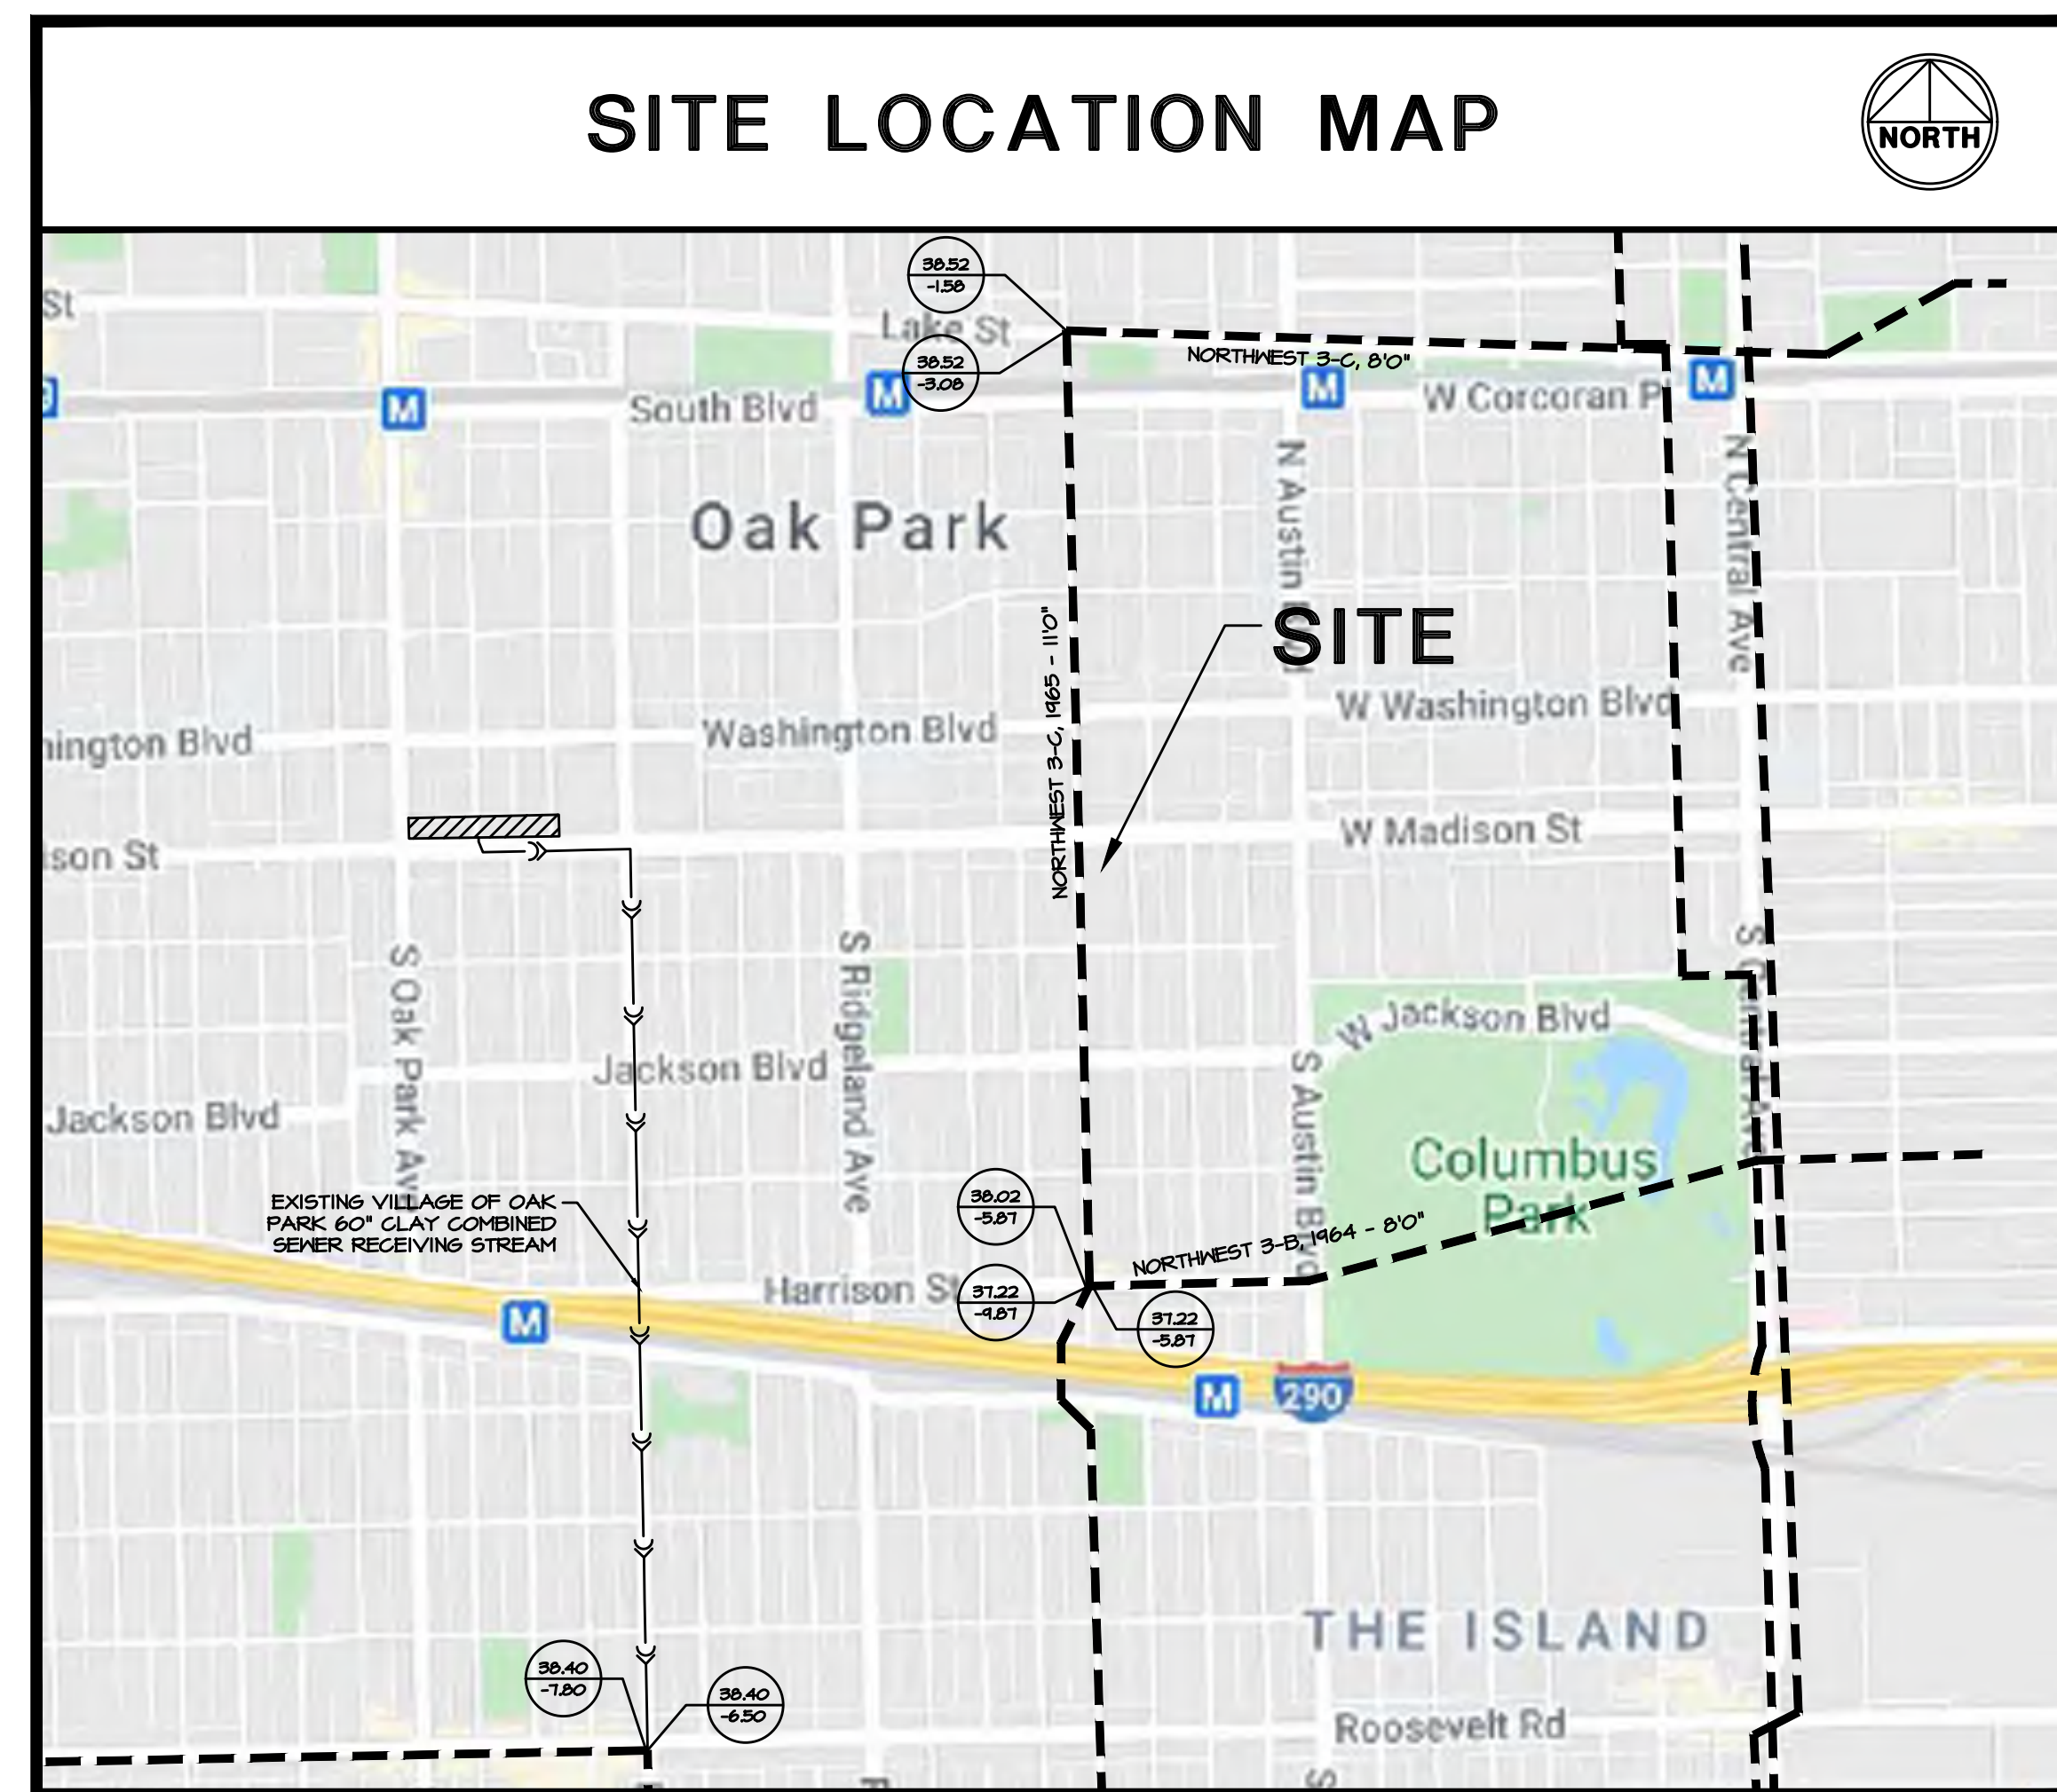 SITE LOCATION MAP
NORTH
38.52
-1.58
St
Lake St
38.52
-3.08
NORTHWEST 3-C, 8'0"
M
M
M
M
South Blvd
W Corcoran Pl
N Austin Blvd
N Central Ave
Oak Park
SITE
NORTHWEST 3-C, 1965 - 11'0"
W Washington Blvd
Washington Blvd
hington Blvd
W Madison St
ison St
S Oak Park Ave
S Ridgeland Ave
S Central Ave
W Jackson Blvd
Jackson Blvd
Jackson Blvd
S Austin Blvd
Columbus
Park
38.02
-5.87
EXISTING VILLAGE OF OAK
PARK 60" CLAY COMBINED
SEWER RECEIVING STREAM
NORTHWEST 3-B, 1964 - 8'0"
Harrison St
37.22
-9.87
37.22
-5.87
M
M
290
THE ISLAND
38.40
-7.80
38.40
-6.50
Roosevelt Rd
S